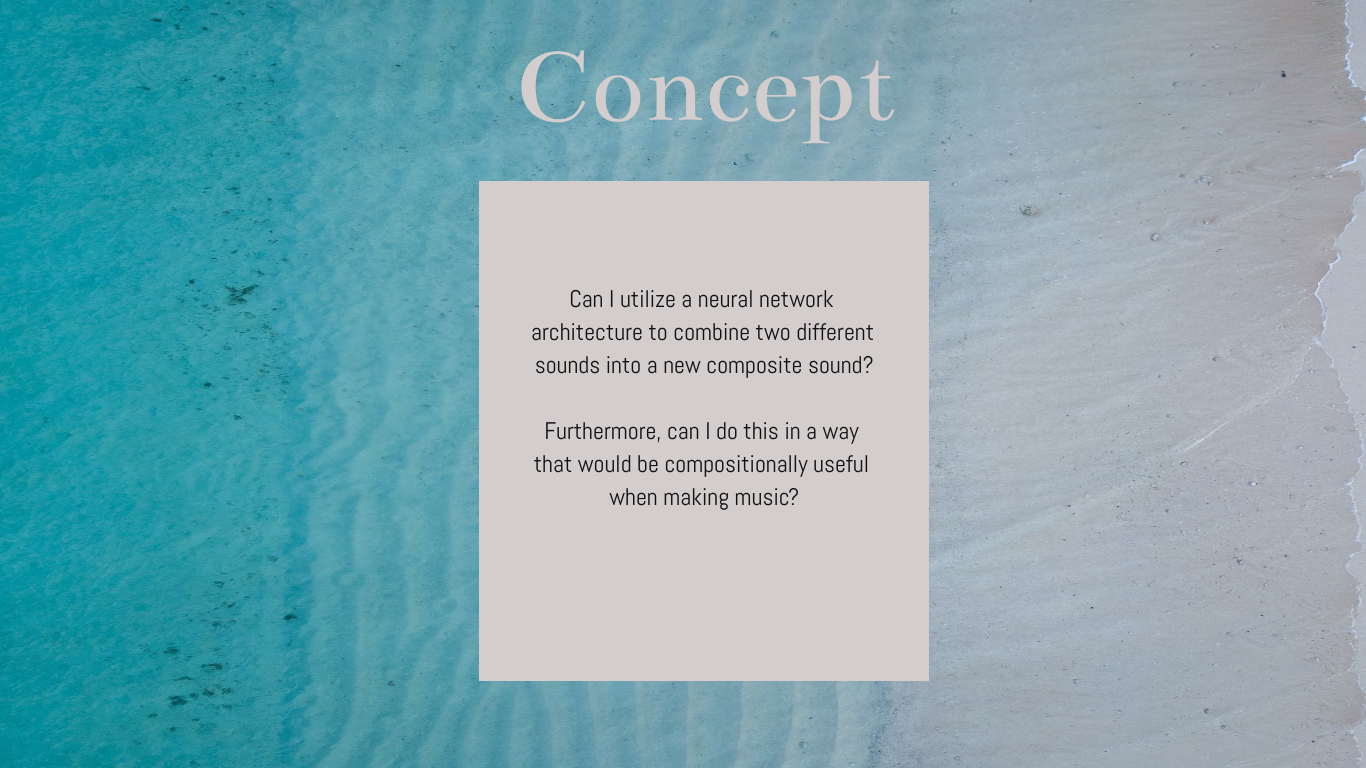 Concept
Can I utilize a neural network
architecture to combine two different
sounds into a new composite sound?
Furthermore, can I do this in a way
that would be compositionally useful
when making music?